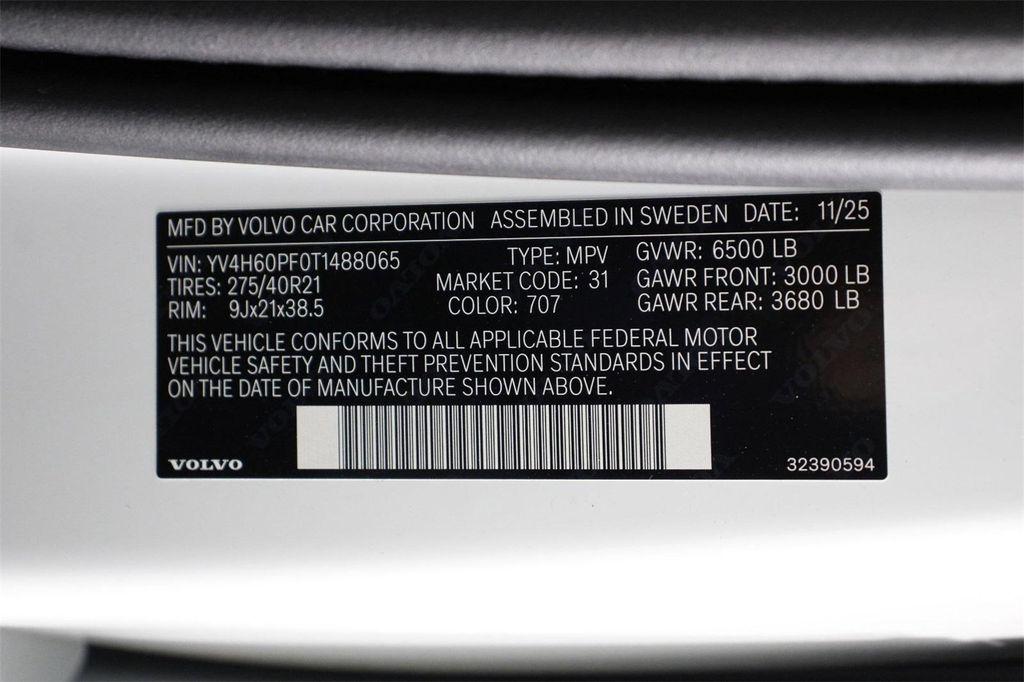 MFD BY VOLVO CAR CORPORATION ASSEMBLED IN SWEDEN DATE: 11/25
VIN: YV4H60PF0T1488065 TYPE: MPV GVWR: 6500 LB
TIRES: 275/40R21 MARKET CODE: 31 GAWR FRONT: 3000 LB
RIM: 9Jx21x38.5 COLOR: 707 GAWR REAR: 3680 LB
THIS VEHICLE CONFORMS TO ALL APPLICABLE FEDERAL MOTOR
VEHICLE SAFETY AND THEFT PREVENTION STANDARDS IN EFFECT
ON THE DATE OF MANUFACTURE SHOWN ABOVE.
VOLVO 32390594